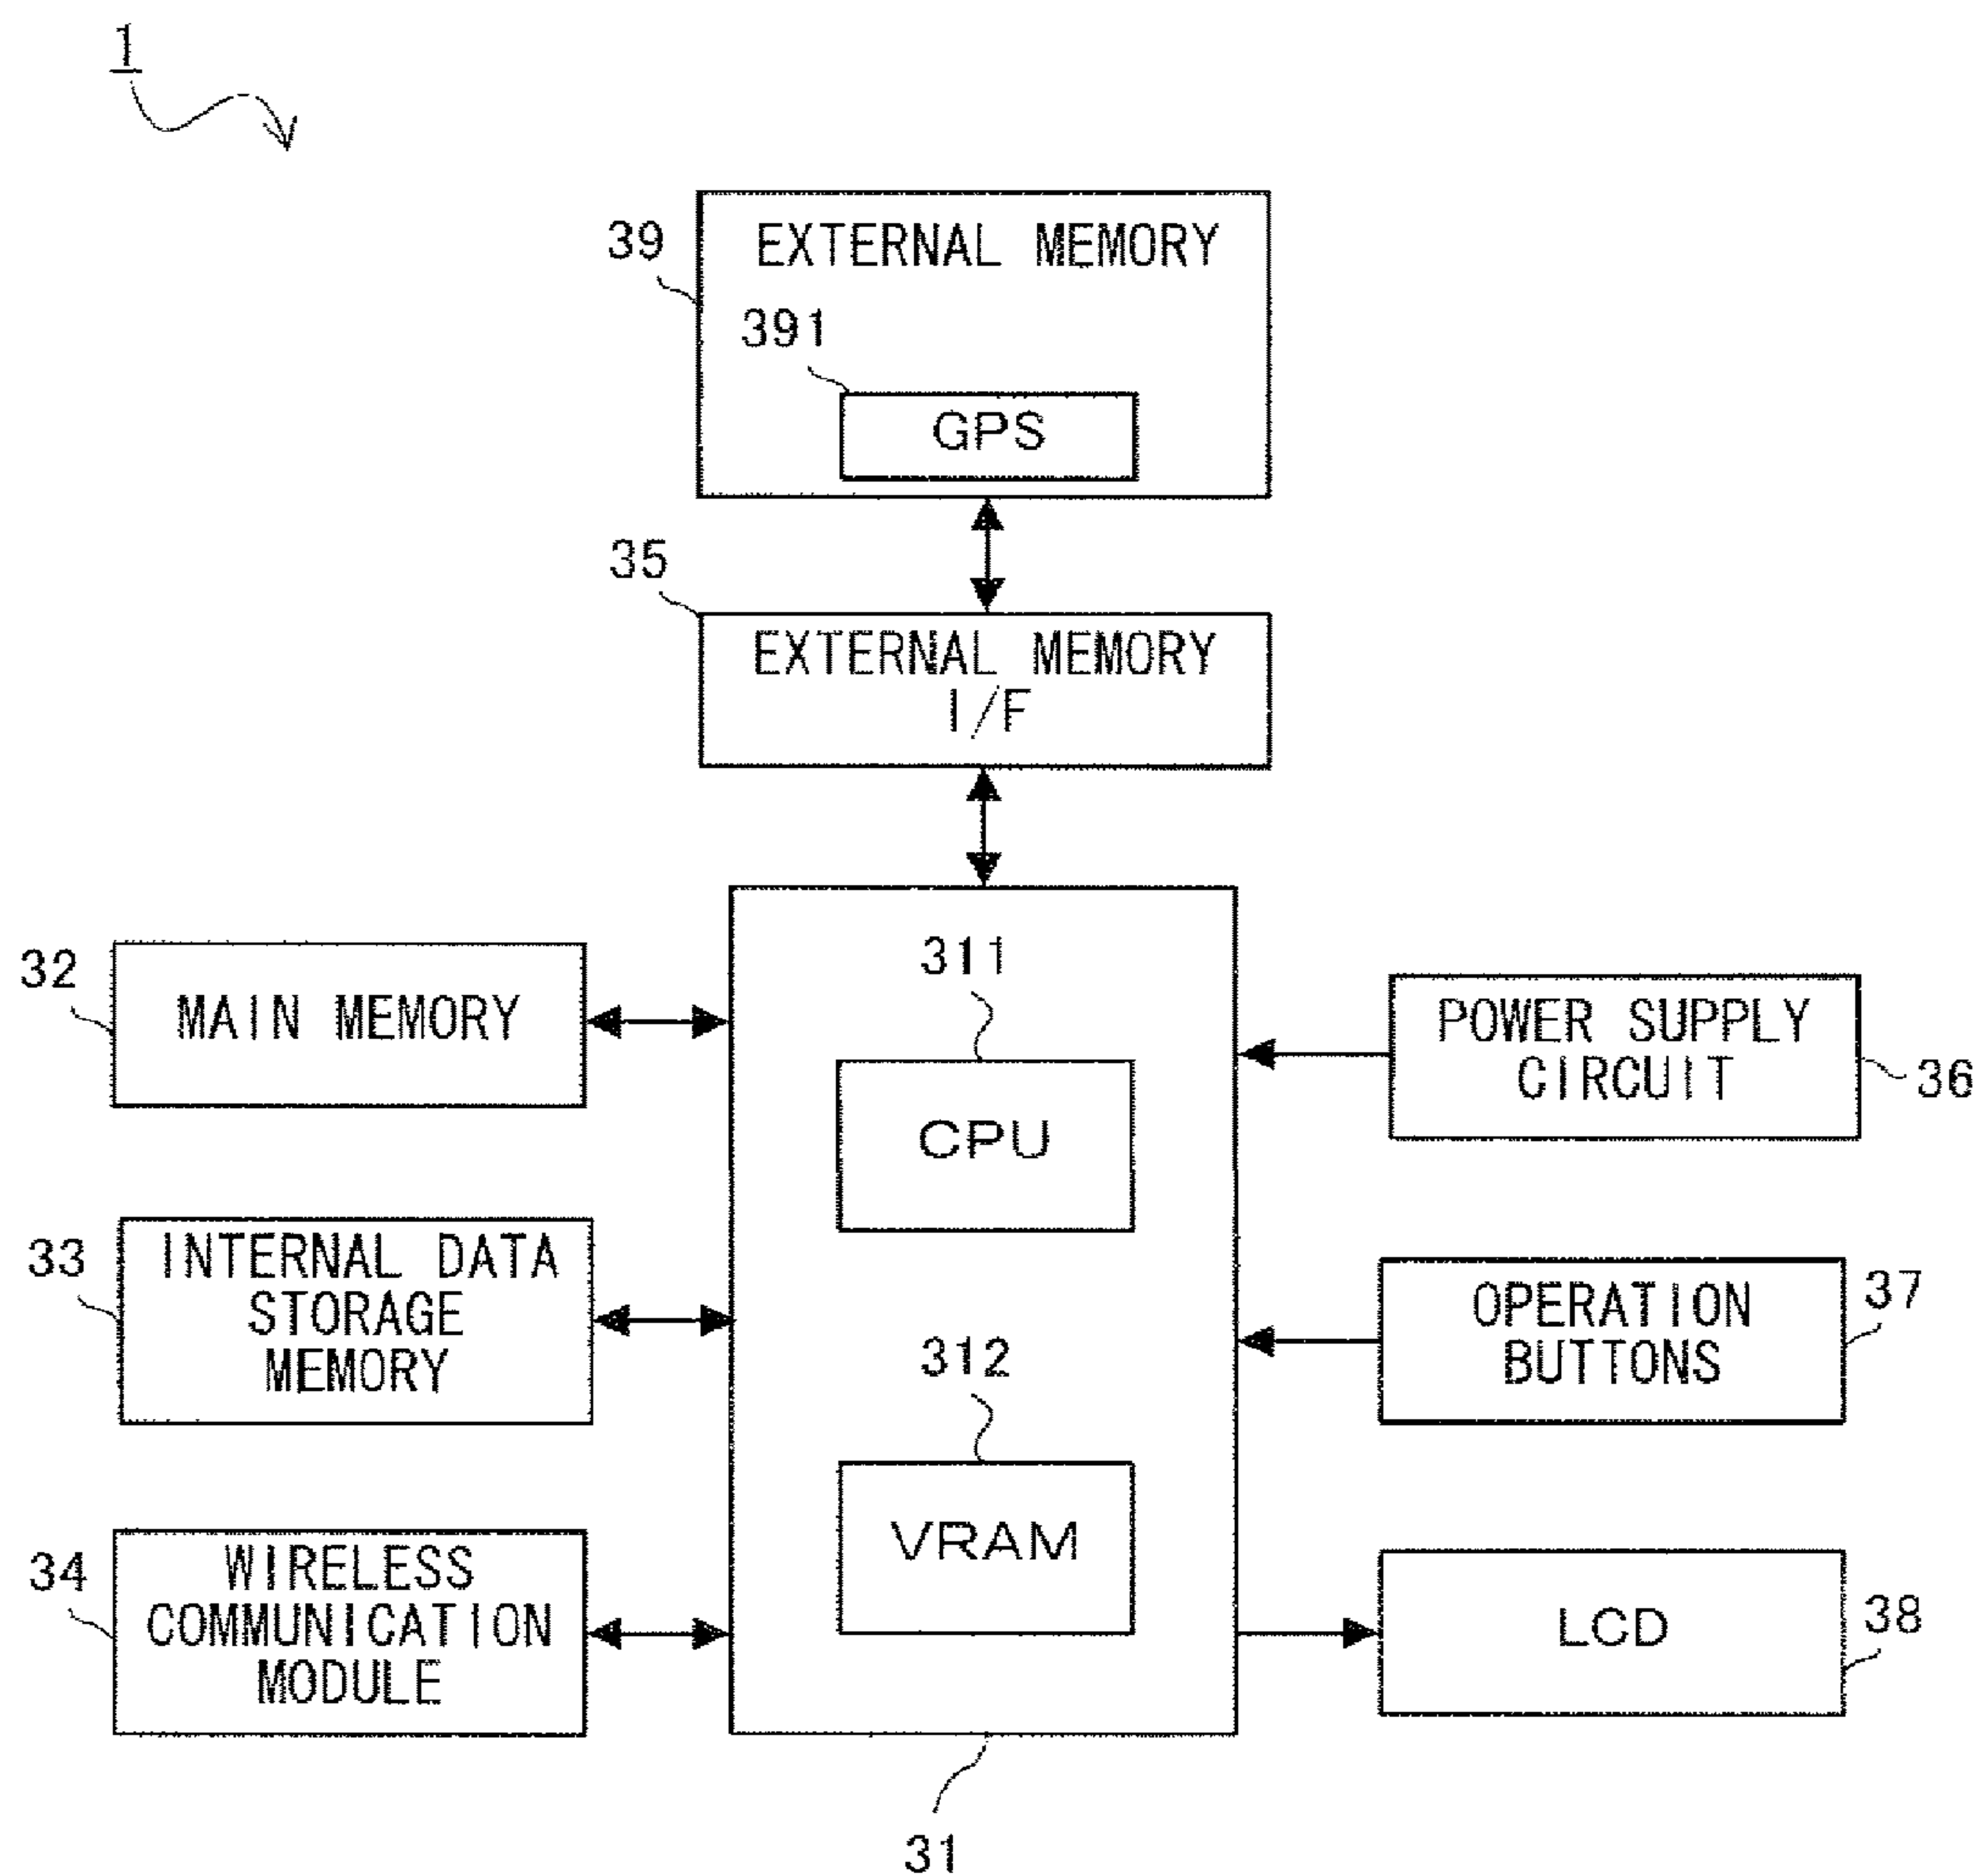 1
39
EXTERNAL MEMORY
391
GPS
35
EXTERNAL MEMORY
I/F
32
MAIN MEMORY
311
CPU
POWER SUPPLY
CIRCUIT
36
33
INTERNAL DATA
STORAGE
MEMORY
312
VRAM
OPERATION
BUTTONS
37
34
WIRELESS
COMMUNICATION
MODULE
LCD
38
31